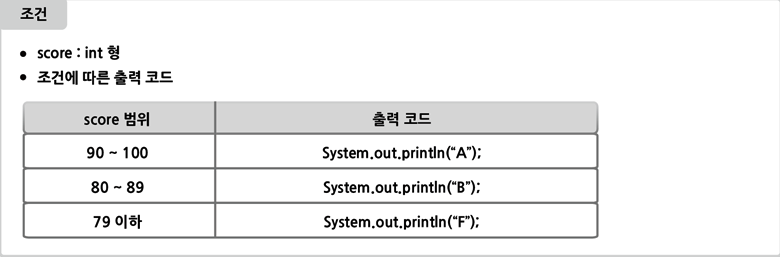 조건
• score : int 형
• 조건에 따른 출력 코드
score 범위 출력 코드
90 ~ 100 System.out.println(“A”);
80 ~ 89 System.out.println(“B”);
79 이하 System.out.println(“F”);